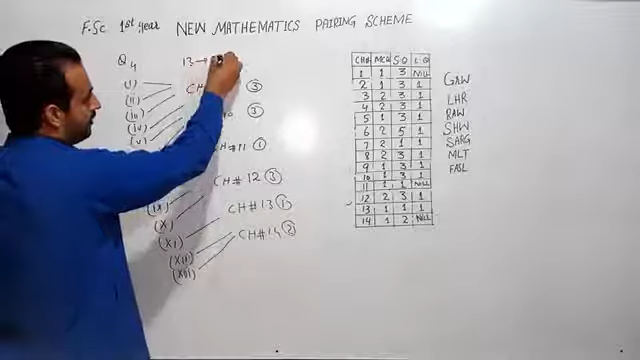 F.Sc 1st year NEW MATHEMATICS PAIRING SCHEME
Q4 13→
(i) CH ③
(ii)
(iii) ③
(iv)
(v) CH#11 ①
CH#12 ③
(ix)
(x) CH#13 ①
(xi)
(xii) CH#14 ②
(xiii)
CH# MCQ S.Q L.Q
1 1 3 NILL
2 1 3 1
3 2 3 1
4 2 3 1
5 1 3 1
6 2 5 1
7 2 1 1
8 2 3 1
9 1 3 1
10 1 3 1
11 1 1 NILL
12 2 3 1
13 1 1 1
14 1 2 NILL
GAW
LHR
RAW
SHW
SARG
MLT
FASL